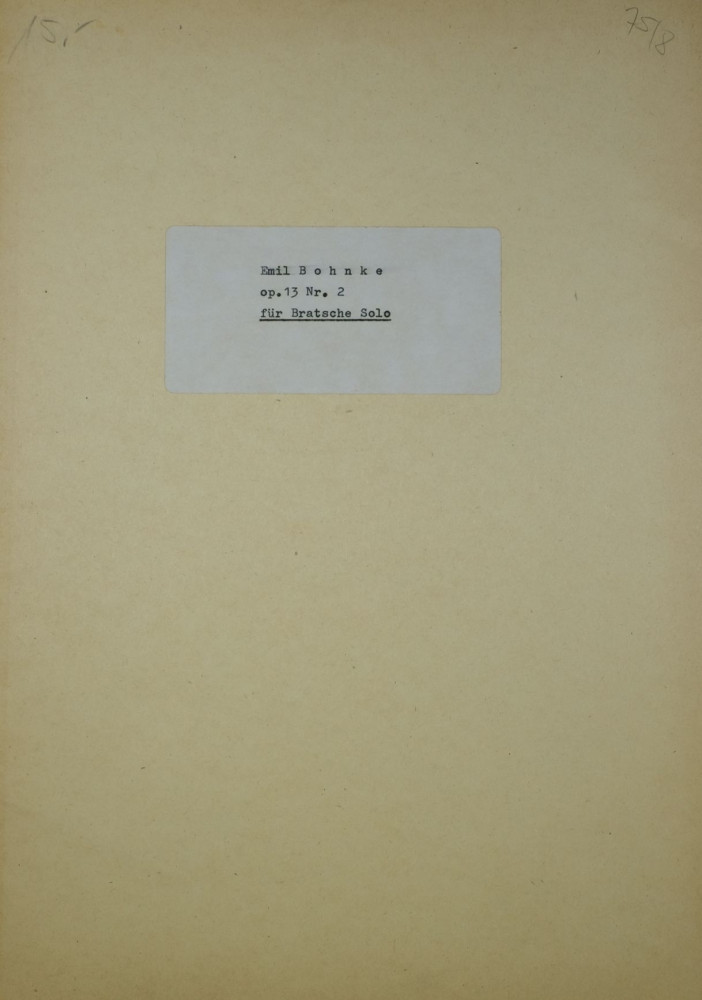 15,-
75/8
Emil B o h n k e
op.13 Nr. 2
für Bratsche Solo